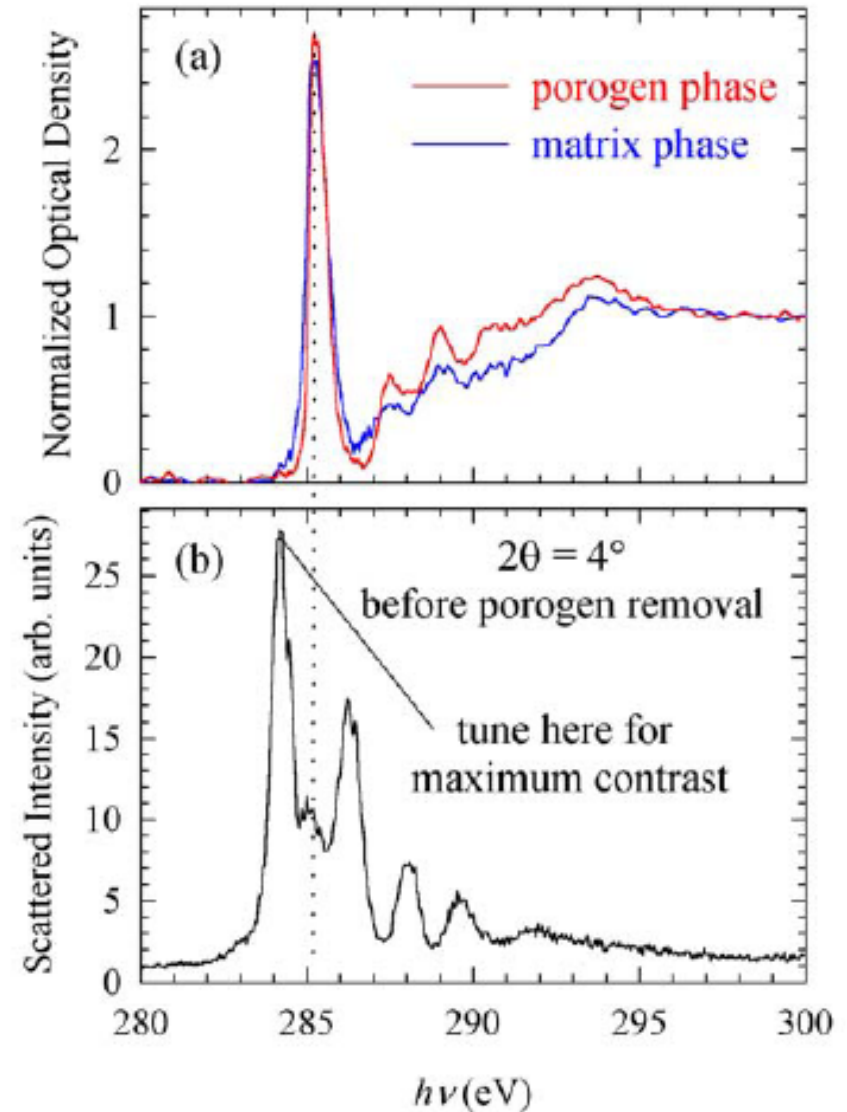 (a)
porogen phase
matrix phase
Normalized Optical Density
2
1
0
(b)
2θ = 4°
before porogen removal
tune here for
maximum contrast
Scattered Intensity (arb. units)
25
20
15
10
5
0
280 285 290 295 300
hν (eV)